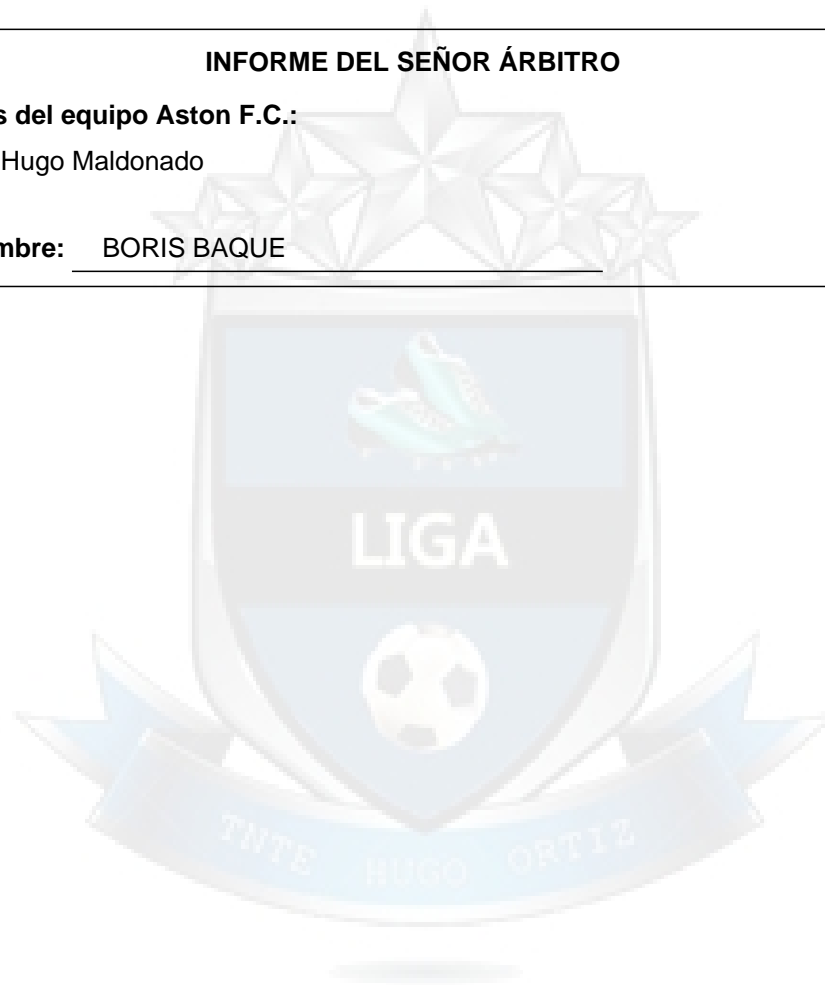 INFORME DEL SEÑOR ÁRBITRO
s del equipo Aston F.C.:
Hugo Maldonado
mbre: BORIS BAQUE
LIGA
TNTE HUGO ORTIZ